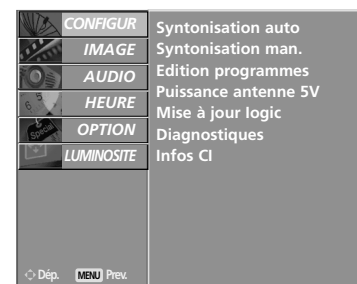 CONFIGUR
IMAGE
AUDIO
HEURE
OPTION
LUMINOSITE
Syntonisation auto
Syntonisation man.
Edition programmes
Puissance antenne 5V
Mise à jour logic
Diagnostiques
Infos CI
Dép. MENU Prev.